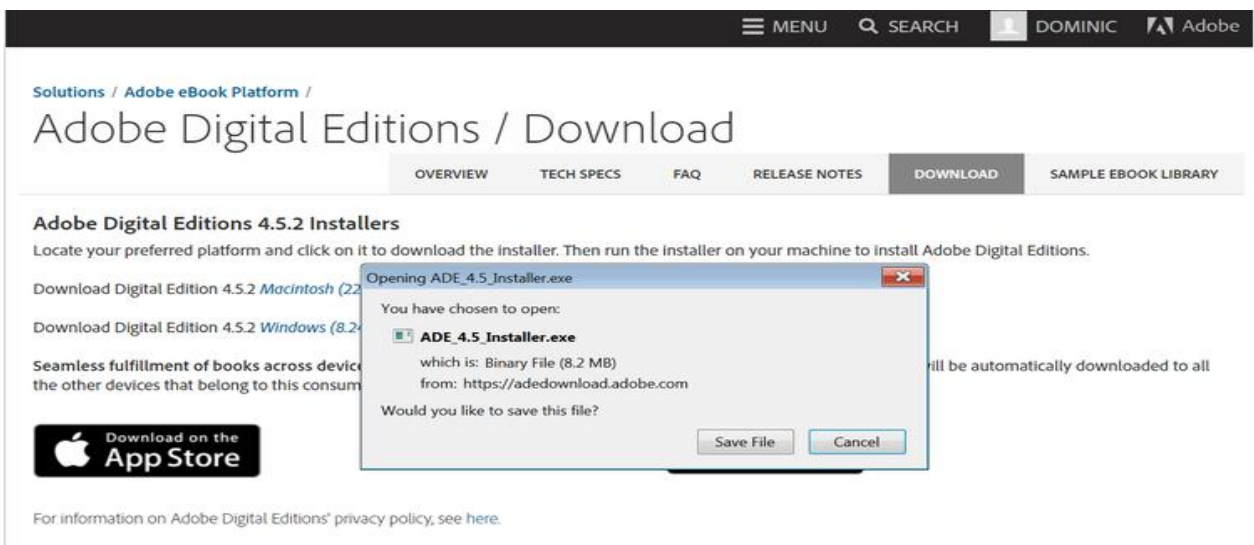 MENU SEARCH DOMINIC Adobe
Solutions / Adobe eBook Platform /
Adobe Digital Editions / Download
OVERVIEW TECH SPECS FAQ RELEASE NOTES DOWNLOAD SAMPLE EBOOK LIBRARY
Adobe Digital Editions 4.5.2 Installers
Locate your preferred platform and click on it to download the installer. Then run the installer on your machine to install Adobe Digital Editions.
Download Digital Edition 4.5.2 Macintosh (22
Download Digital Edition 4.5.2 Windows (8.24
Seamless fulfillment of books across device
will be automatically downloaded to all
the other devices that belong to this consum
Opening ADE_4.5_Installer.exe
You have chosen to open:
ADE_4.5_Installer.exe
which is: Binary File (8.2 MB)
from: https://adedownload.adobe.com
Would you like to save this file?
Save File Cancel
Download on the
App Store
For information on Adobe Digital Editions' privacy policy, see here.